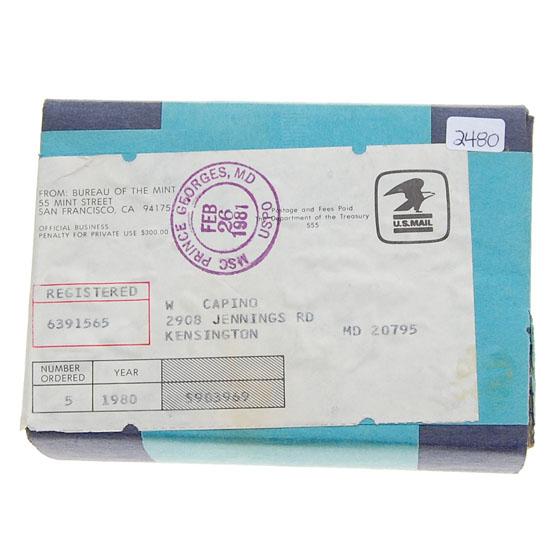 2480
FROM: BUREAU OF THE MINT
55 MINT STREET
SAN FRANCISCO, CA 94175
OFFICIAL BUSINESS
PENALTY FOR PRIVATE USE $300.00
MSC PRINCE GEORGES, MD
USPO
FEB
26
1981
Postage and Fees Paid
Department of the Treasury
555
U.S.MAIL
REGISTERED
6391565
W CAPINO
2908 JENNINGS RD
KENSINGTON MD 20795
NUMBER ORDERED YEAR
5 1980 5903969